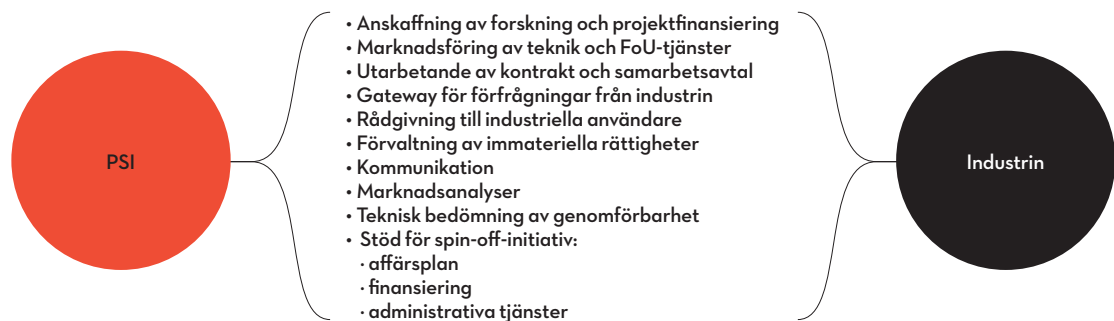 PSI
• Anskaffning av forskning och projektfinansiering
• Marknadsföring av teknik och FoU-tjänster
• Utarbetande av kontrakt och samarbetsavtal
• Gateway för förfrågningar från industrin
• Rådgivning till industriella användare
• Förvaltning av immateriella rättigheter
• Kommunikation
• Marknadsanalyser
• Teknisk bedömning av genomförbarhet
• Stöd för spin-off-initiativ:
· affärsplan
· finansiering
· administrativa tjänster
Industrin